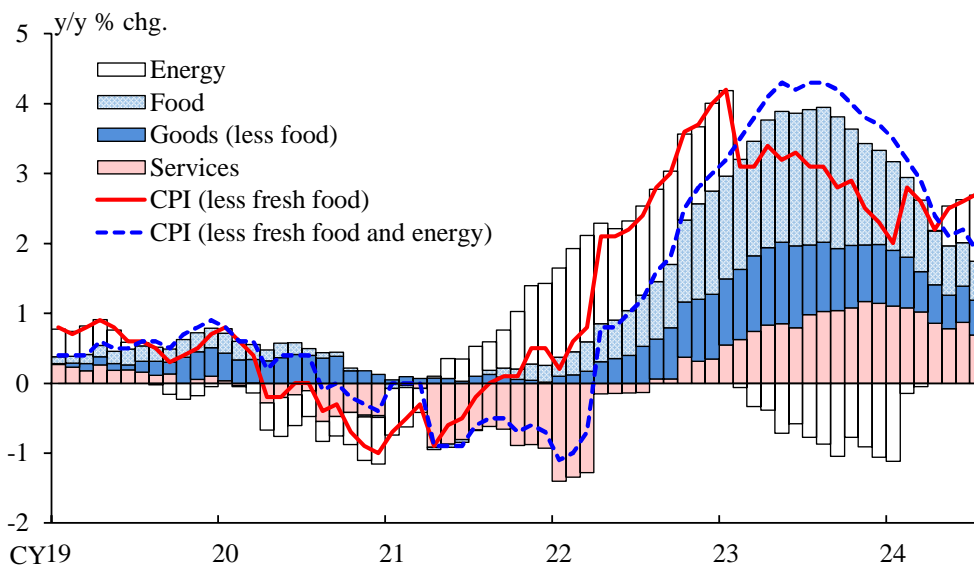 y/y % chg.
5
4
3
2
1
0
-1
-2
Energy
Food
Goods (less food)
Services
CPI (less fresh food)
CPI (less fresh food and energy)
CY19 20 21 22 23 24